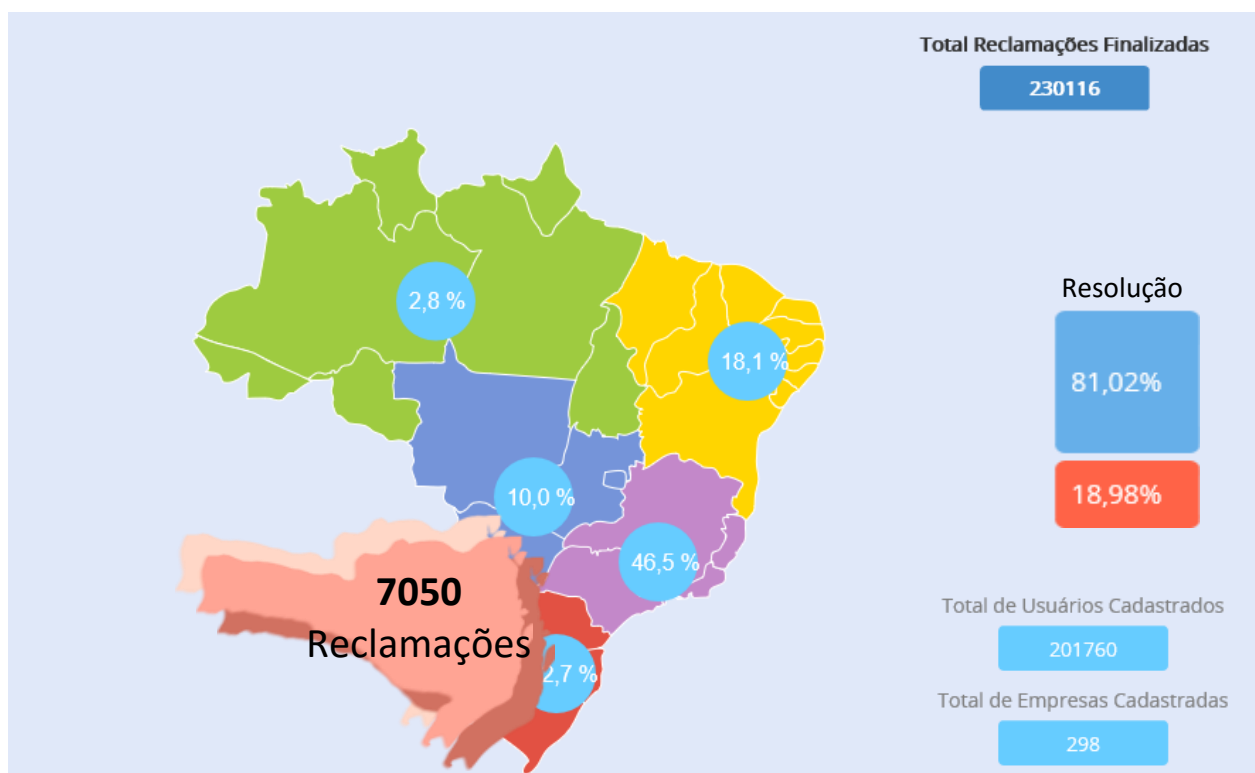 Total Reclamações Finalizadas
230116
2,8 %
18,1 %
Resolução
81,02%
18,98%
10,0 %
46,5 %
7050
Reclamações
2,7 %
Total de Usuários Cadastrados
201760
Total de Empresas Cadastradas
298